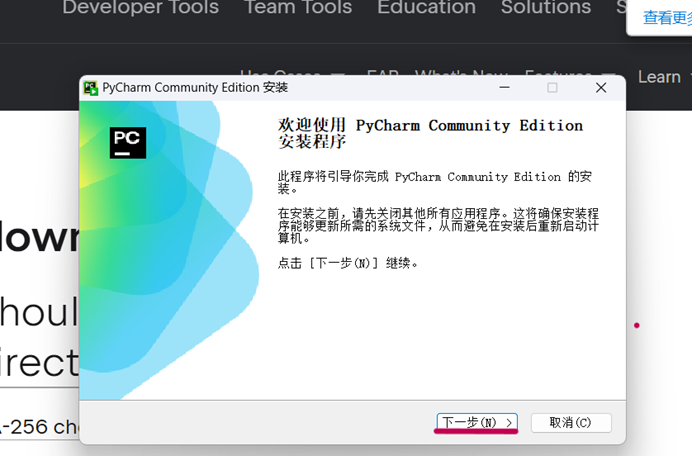 Developer Tools Team Tools Education Solutions S
查看更多
Use Cases EAP What's New Features Learn
PyCharm Community Edition 安装
PC
欢迎使用 PyCharm Community Edition
安装程序
此程序将引导你完成 PyCharm Community Edition 的安
装。
在安装之前，请先关闭其他所有应用程序。这将确保安装程
序能够更新所需的系统文件，从而避免在安装后重新启动计
算机。
点击 [下一步(N)] 继续。
lown
houl
irect
A-256 che
下一步(N) >
取消(C)